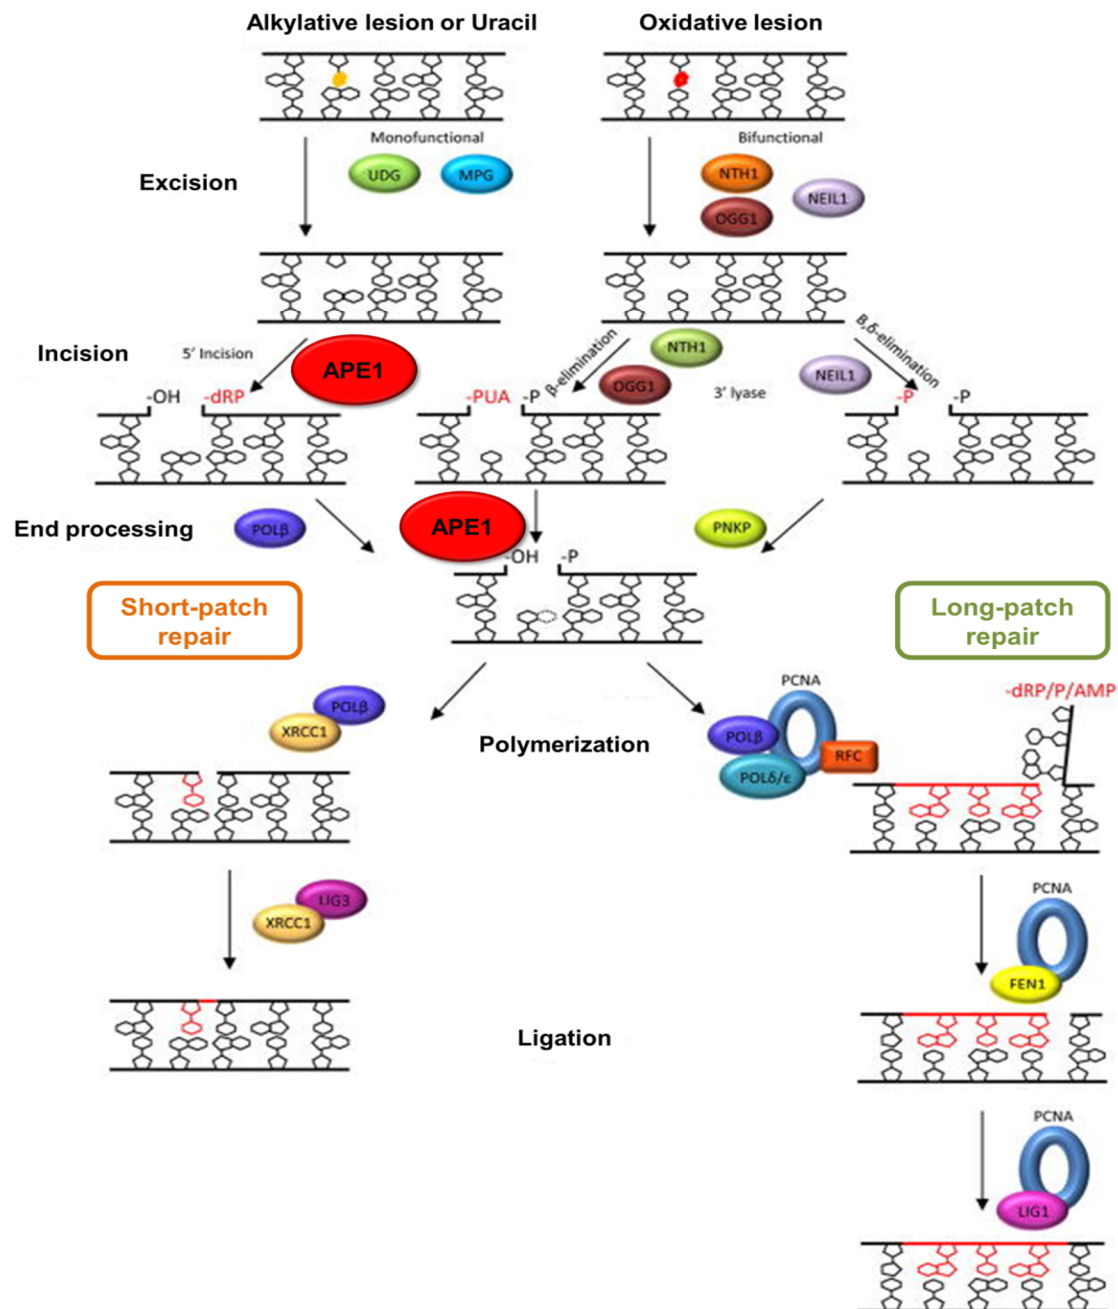 Alkylative lesion or Uracil
Oxidative lesion
Monofunctional
Bifunctional
UDG
MPG
NTH1
NEIL1
OGG1
Excision
Incision
5′ Incision
APE1
β-elimination
NTH1
OGG1
3′ lyase
NEIL1
B,δ-elimination
-OH
-dRP
-PUA
-P
-P
-P
End processing
POLβ
APE1
PNKP
-OH
-P
Short-patch
repair
Long-patch
repair
POLβ
XRCC1
Polymerization
PCNA
POLβ
RFC
POLδ/ε
-dRP/P/AMP
LIG3
XRCC1
PCNA
FEN1
Ligation
PCNA
LIG1